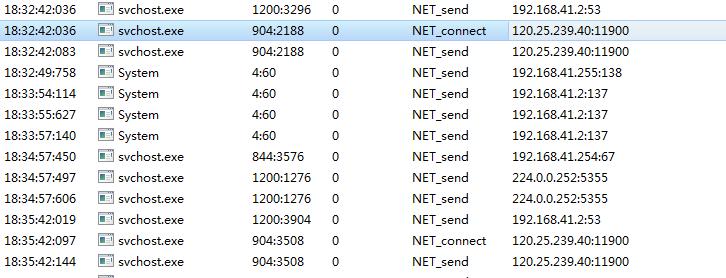 18:32:42:036 svchost.exe 1200:3296 0 NET_send 192.168.41.2:53
18:32:42:036 svchost.exe 904:2188 0 NET_connect 120.25.239.40:11900
18:32:42:083 svchost.exe 904:2188 0 NET_send 120.25.239.40:11900
18:32:49:758 System 4:60 0 NET_send 192.168.41.255:138
18:33:54:114 System 4:60 0 NET_send 192.168.41.2:137
18:33:55:627 System 4:60 0 NET_send 192.168.41.2:137
18:33:57:140 System 4:60 0 NET_send 192.168.41.2:137
18:34:57:450 svchost.exe 844:3576 0 NET_send 192.168.41.254:67
18:34:57:497 svchost.exe 1200:1276 0 NET_send 224.0.0.252:5355
18:34:57:606 svchost.exe 1200:1276 0 NET_send 224.0.0.252:5355
18:35:42:019 svchost.exe 1200:3904 0 NET_send 192.168.41.2:53
18:35:42:097 svchost.exe 904:3508 0 NET_connect 120.25.239.40:11900
18:35:42:144 svchost.exe 904:3508 0 NET_send 120.25.239.40:11900